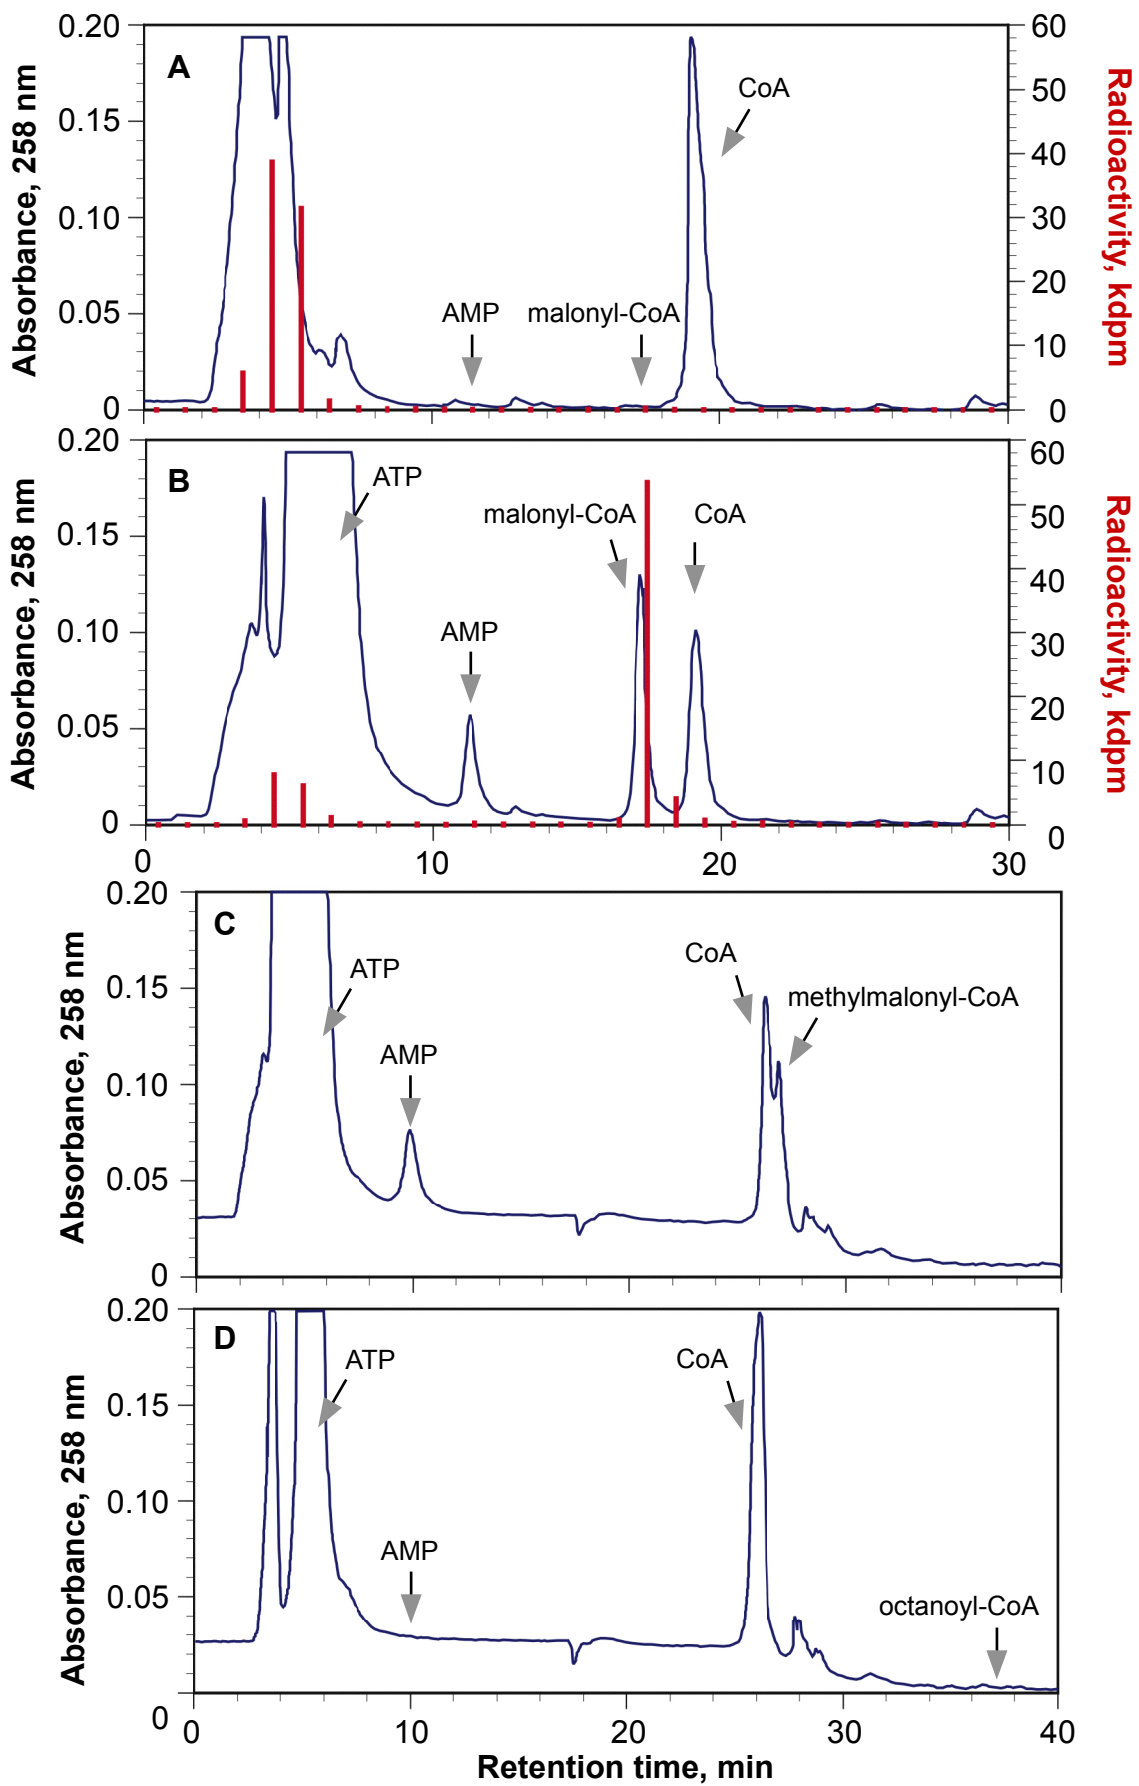 0.20
0.15
0.10
0.05
0
Absorbance, 258 nm
A
CoA
AMP
malonyl-CoA
60
50
40
30
20
10
0
Radioactivity, kdpm
0.20
0.15
0.10
0.05
0
Absorbance, 258 nm
B
ATP
malonyl-CoA
CoA
AMP
60
50
40
30
20
10
0
Radioactivity, kdpm
0
10
20
30
0.20
0.15
0.10
0.05
0
Absorbance, 258 nm
C
CoA
ATP
methylmalonyl-CoA
AMP
0.20
0.15
0.10
0.05
0
Absorbance, 258 nm
D
ATP
CoA
AMP
octanoyl-CoA
0
10
20
30
40
Retention time, min